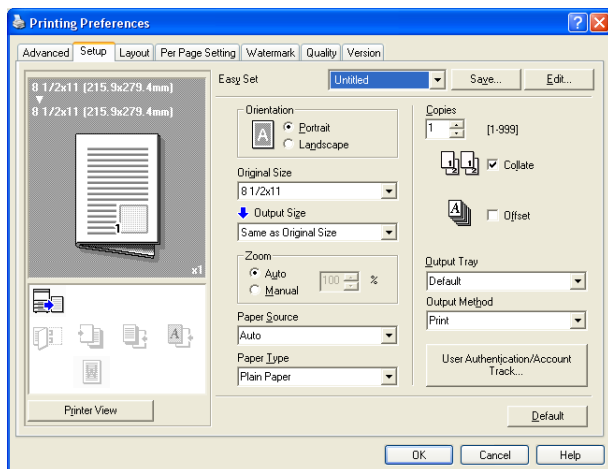 Printing Preferences
Advanced Setup Layout Per Page Setting Watermark Quality Version
8 1/2x11 (215.9x279.4mm)
8 1/2x11 (215.9x279.4mm)
1
x1
Printer View
Easy Set Untitled Save... Edit...
Orientation
A
Portrait
Landscape
Original Size
8 1/2x11
Output Size
Same as Original Size
Zoom
Auto
Manual
100 %
Paper Source
Auto
Paper Type
Plain Paper
Copies
1 [1-999]
Collate
Offset
Output Tray
Default
Output Method
Print
User Authentication/Account
Track...
Default
OK Cancel Help